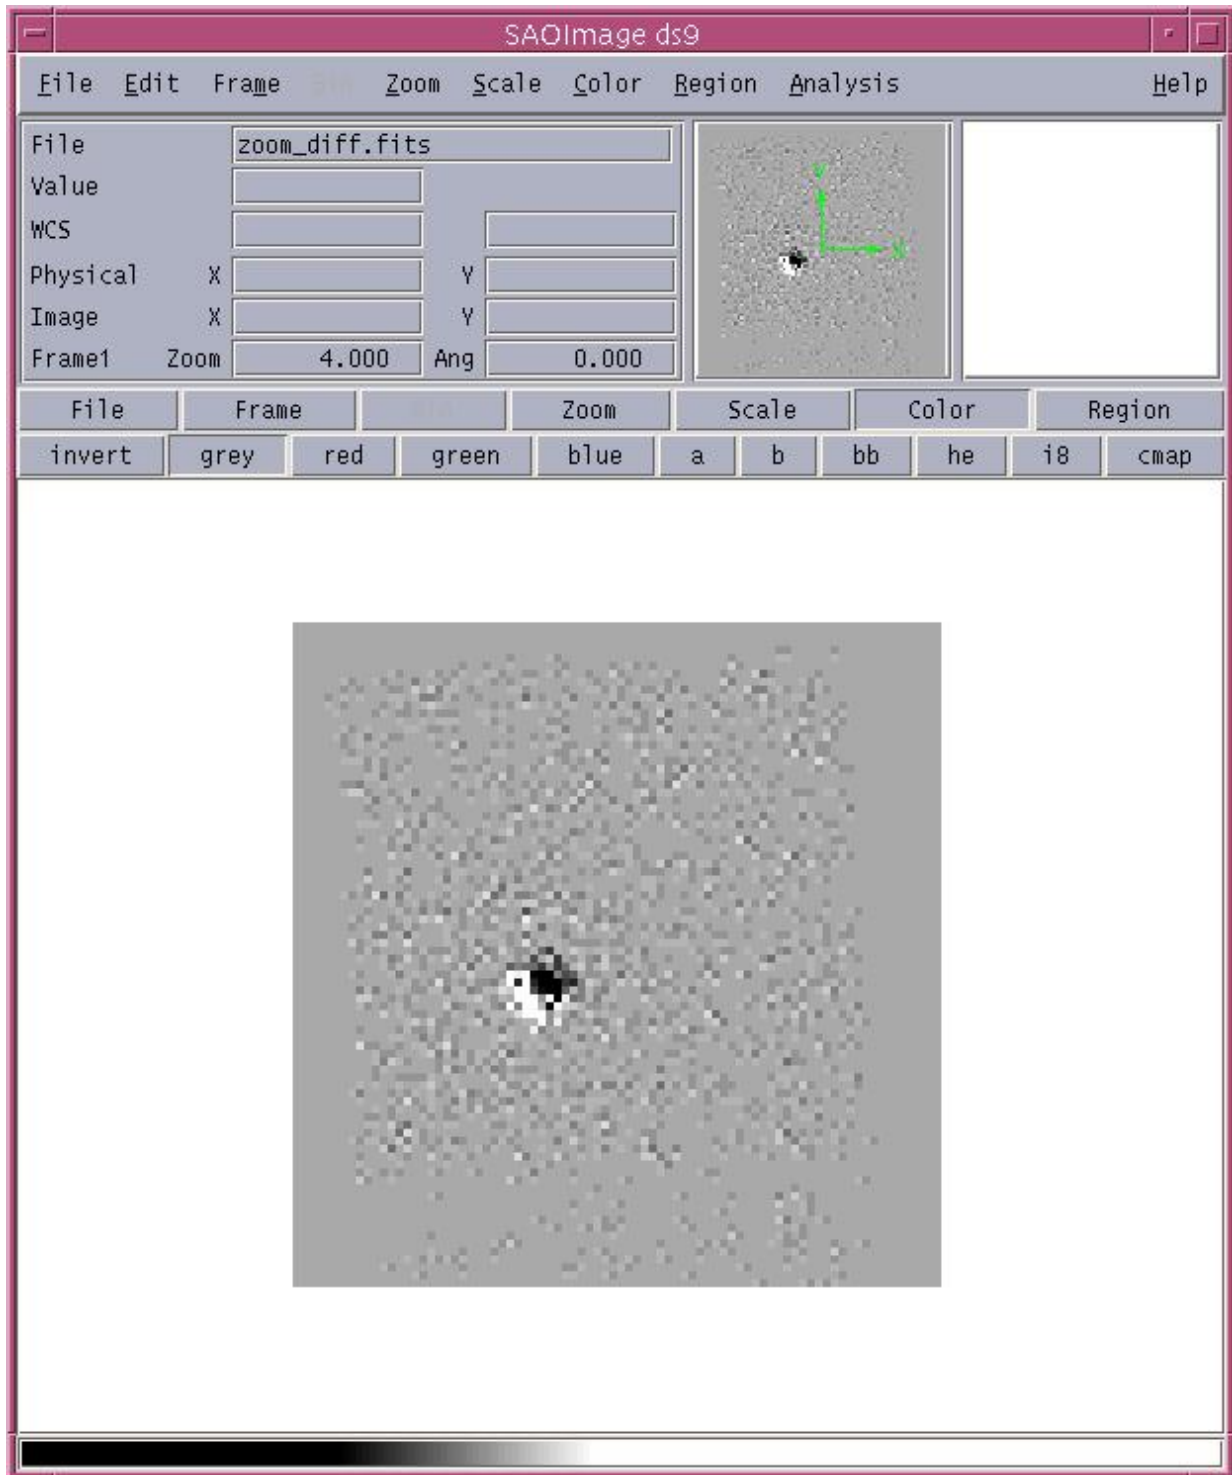 SAOImage ds9
File Edit Frame Bin Zoom Scale Color Region Analysis Help
File zoom_diff.fits
Value
WCS
Physical X Y
Image X Y
Frame1 Zoom 4.000 Ang 0.000
Y
X
File Frame Bin Zoom Scale Color Region
invert grey red green blue a b bb he i8 cmap